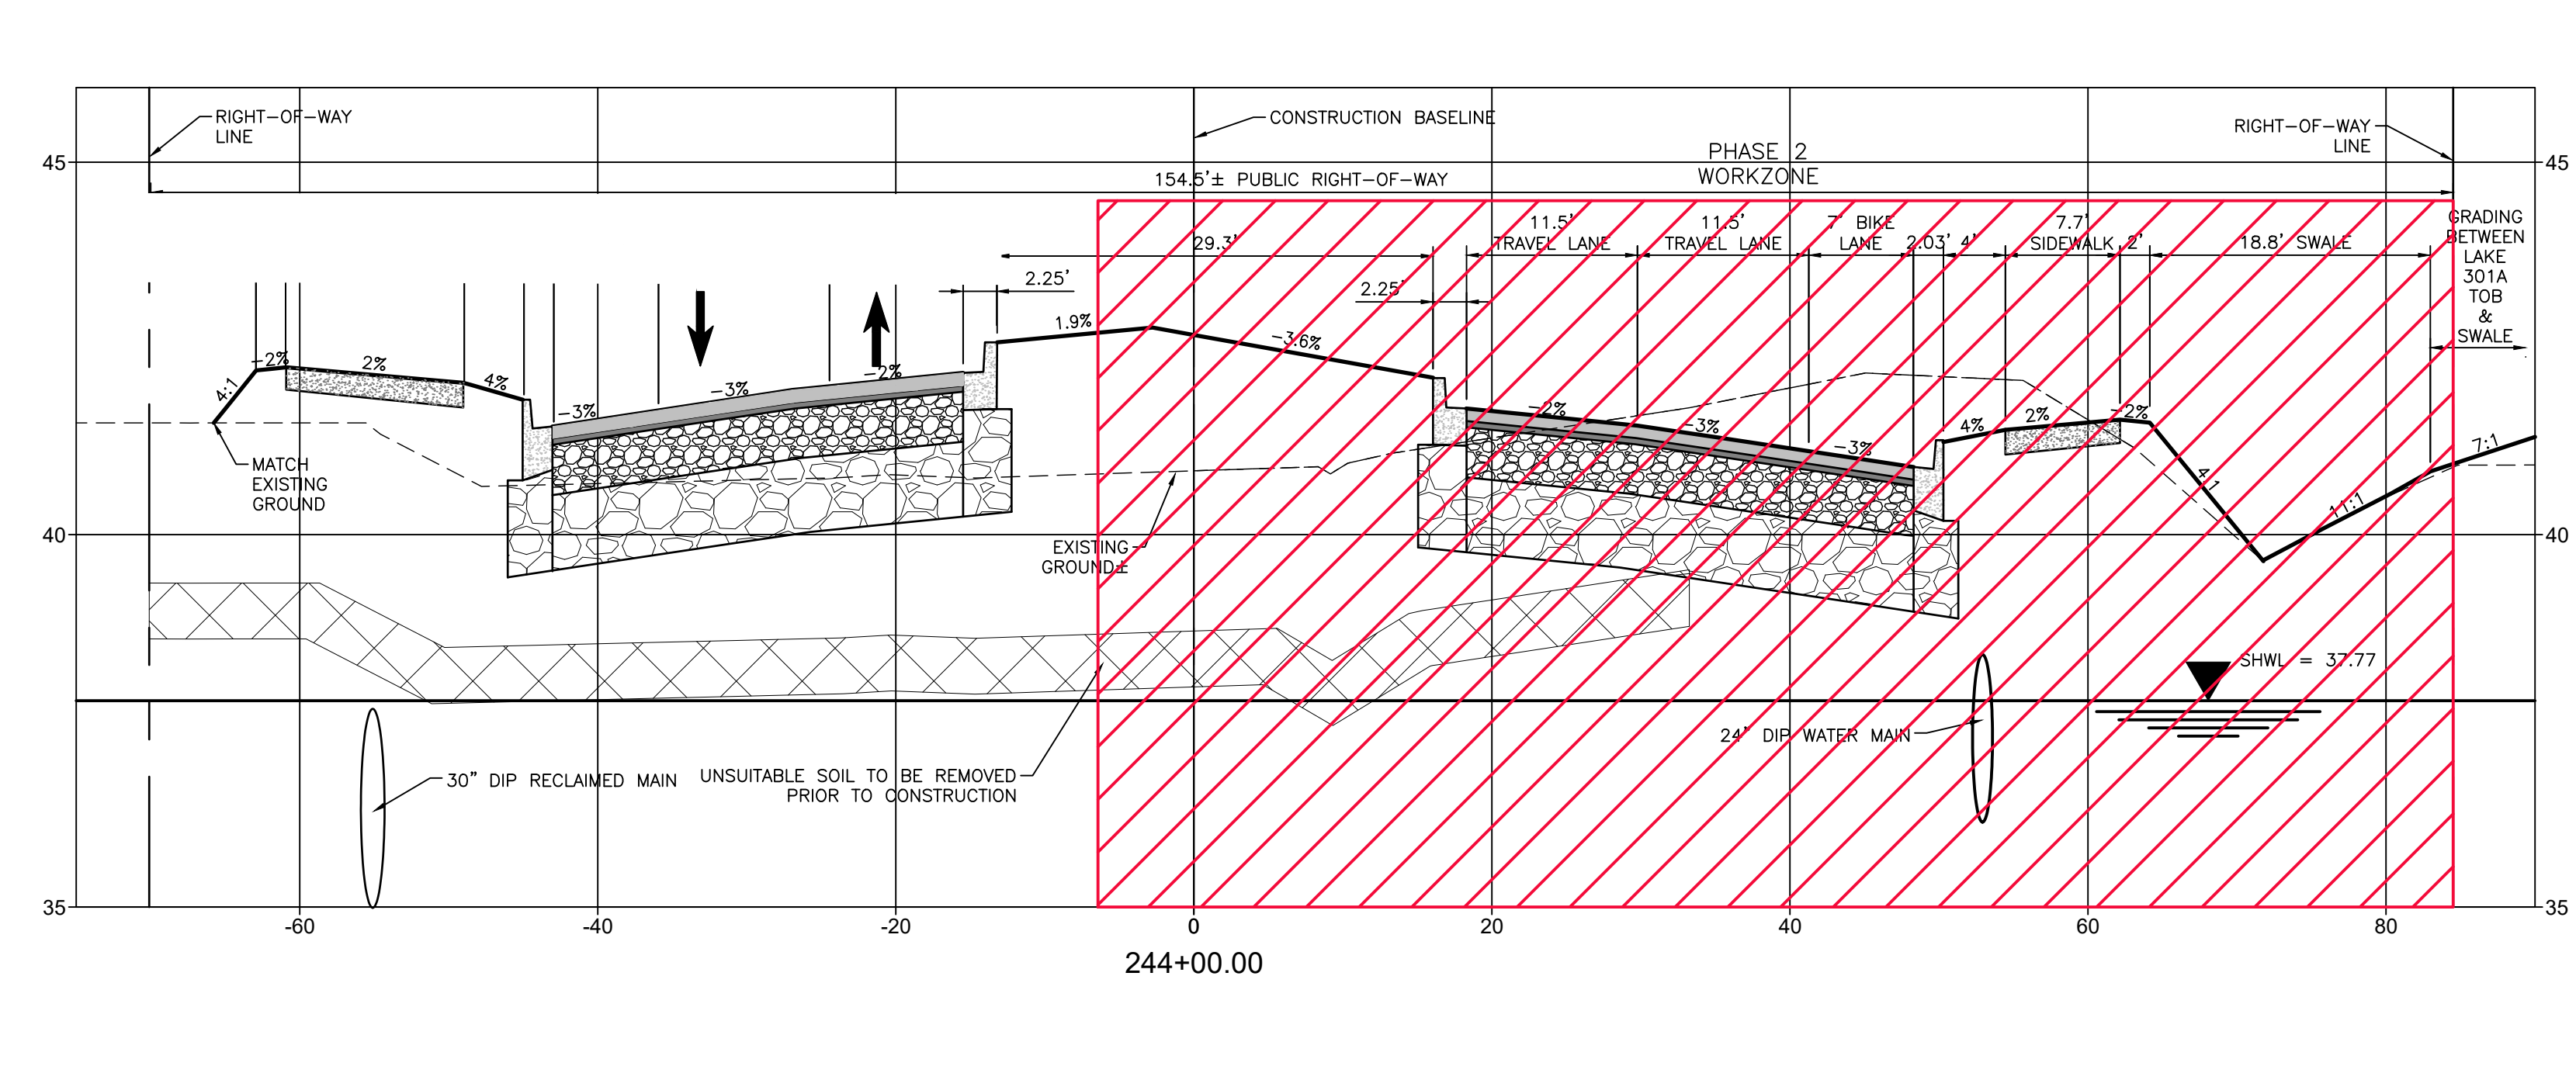 RIGHT-OF-WAY
LINE
CONSTRUCTION BASELINE
RIGHT-OF-WAY
LINE
PHASE 2
WORKZONE
45
45
154.5'± PUBLIC RIGHT-OF-WAY
29.3'
11.5'
TRAVEL LANE
11.5'
TRAVEL LANE
7' BIKE
LANE
2.03'
4'
7.7'
SIDEWALK
2'
18.8' SWALE
GRADING
BETWEEN
LAKE
301A
TOB
&
SWALE
2.25'
2.25'
4:1
-2%
2%
4%
-3%
-3%
-2%
1.9%
-3.6%
-2%
-3%
-3%
4%
2%
-2%
4:1
11:1
7:1
MATCH
EXISTING
GROUND
EXISTING
GROUND±
40
40
SHWL = 37.77
24" DIP WATER MAIN
30" DIP RECLAIMED MAIN
UNSUITABLE SOIL TO BE REMOVED
PRIOR TO CONSTRUCTION
35
35
-60
-40
-20
0
20
40
60
80
244+00.00